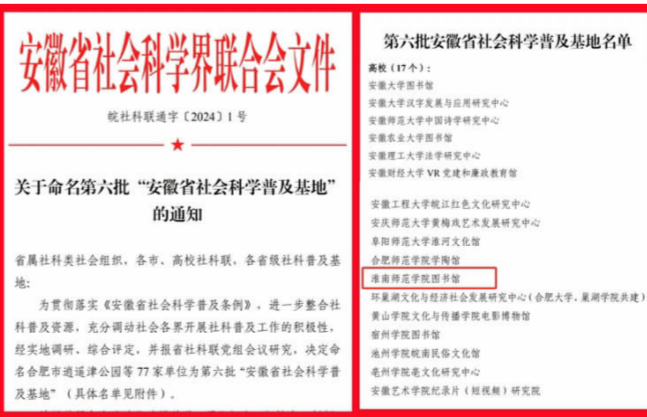 安徽省社会科学界联合会文件
皖社科联通字〔2024〕1号
关于命名第六批“安徽省社会科学普及基地”
的通知
省属社科类社会组织，各市、高校社科联，各省级社科普及基
地：
为贯彻落实《安徽省社会科学普及条例》，进一步整合社
科普及资源，充分调动社会各界开展社科普及工作的积极性，
经实地调研、综合评定，并报省社科联党组会议研究，决定命
名合肥市逍遥津公园等77家单位为第六批“安徽省社会科学普
及基地”（具体名单见附件）。
第六批安徽省社会科学普及基地名单
高校（17个）：
安徽大学图书馆
安徽大学汉字发展与应用研究中心
安徽师范大学中国诗学研究中心
安徽农业大学图书馆
安徽理工大学法学研究中心
安徽财经大学VR党建和廉政教育馆
安徽工程大学皖江红色文化研究中心
安庆师范大学黄梅戏艺术发展研究中心
阜阳师范大学淮河文化馆
合肥师范学院学陶馆
淮南师范学院图书馆
环巢湖文化与经济社会发展研究中心（合肥大学、巢湖学院共建）
黄山学院文化与传播学院电影博物馆
宿州学院图书馆
池州学院皖南民俗文化馆
亳州学院亳文化研究中心
安徽艺术学院纪录片（短视频）研究院